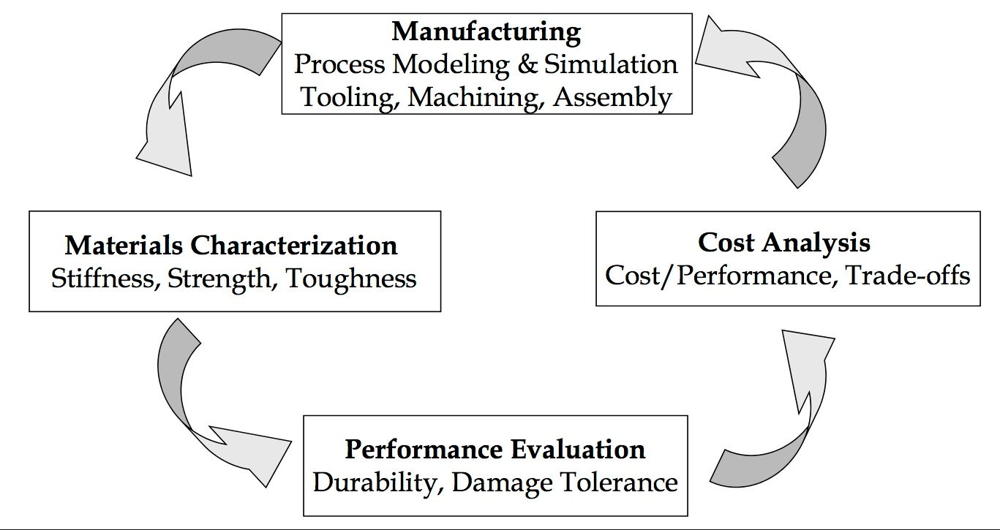 Manufacturing
Process Modeling & Simulation
Tooling, Machining, Assembly
Materials Characterization
Stiffness, Strength, Toughness
Cost Analysis
Cost/Performance, Trade-offs
Performance Evaluation
Durability, Damage Tolerance